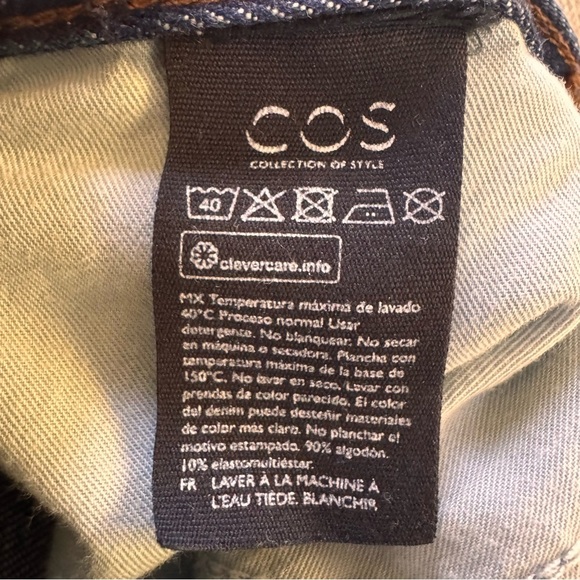 COS
COLLECTION OF STYLE
40
clevercare.info
MX Temperatura máxima de lavado
40°C Proceso normal Usar
detergente. No blanquear. No secar
en máquina o secadora. Plancha con
temperatura máxima de la base de
150°C. No lavar en seco. Lavar con
prendas de color parecido. El color
del denim puede desteñir materiales
de color más claro. No planchar el
motivo estampado. 90% algodón.
10% elastomultiéster.
FR LAVER À LA MACHINE À
L'EAU TIÈDE. BLANCHIR,